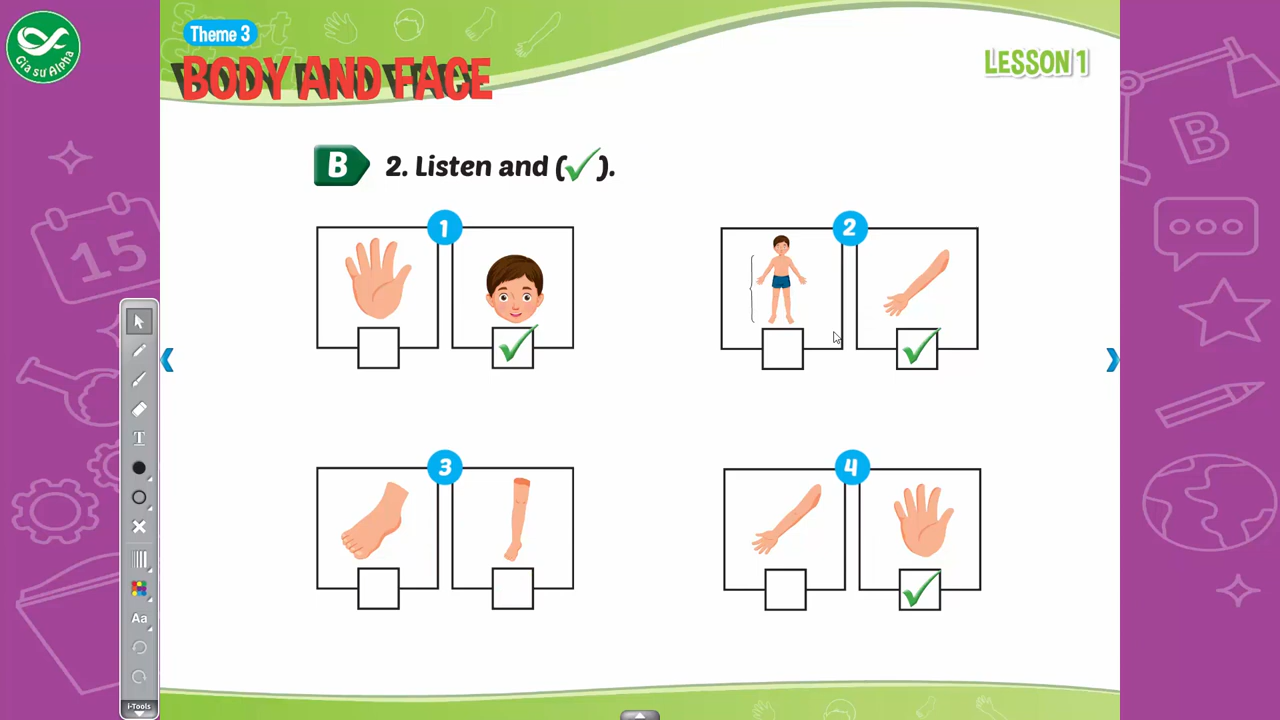 Gia sư Alpha
Theme 3
BODY AND FACE
LESSON 1
B 2. Listen and (✓).
1
2
3
4
15
B
T
Aa
i-Tools